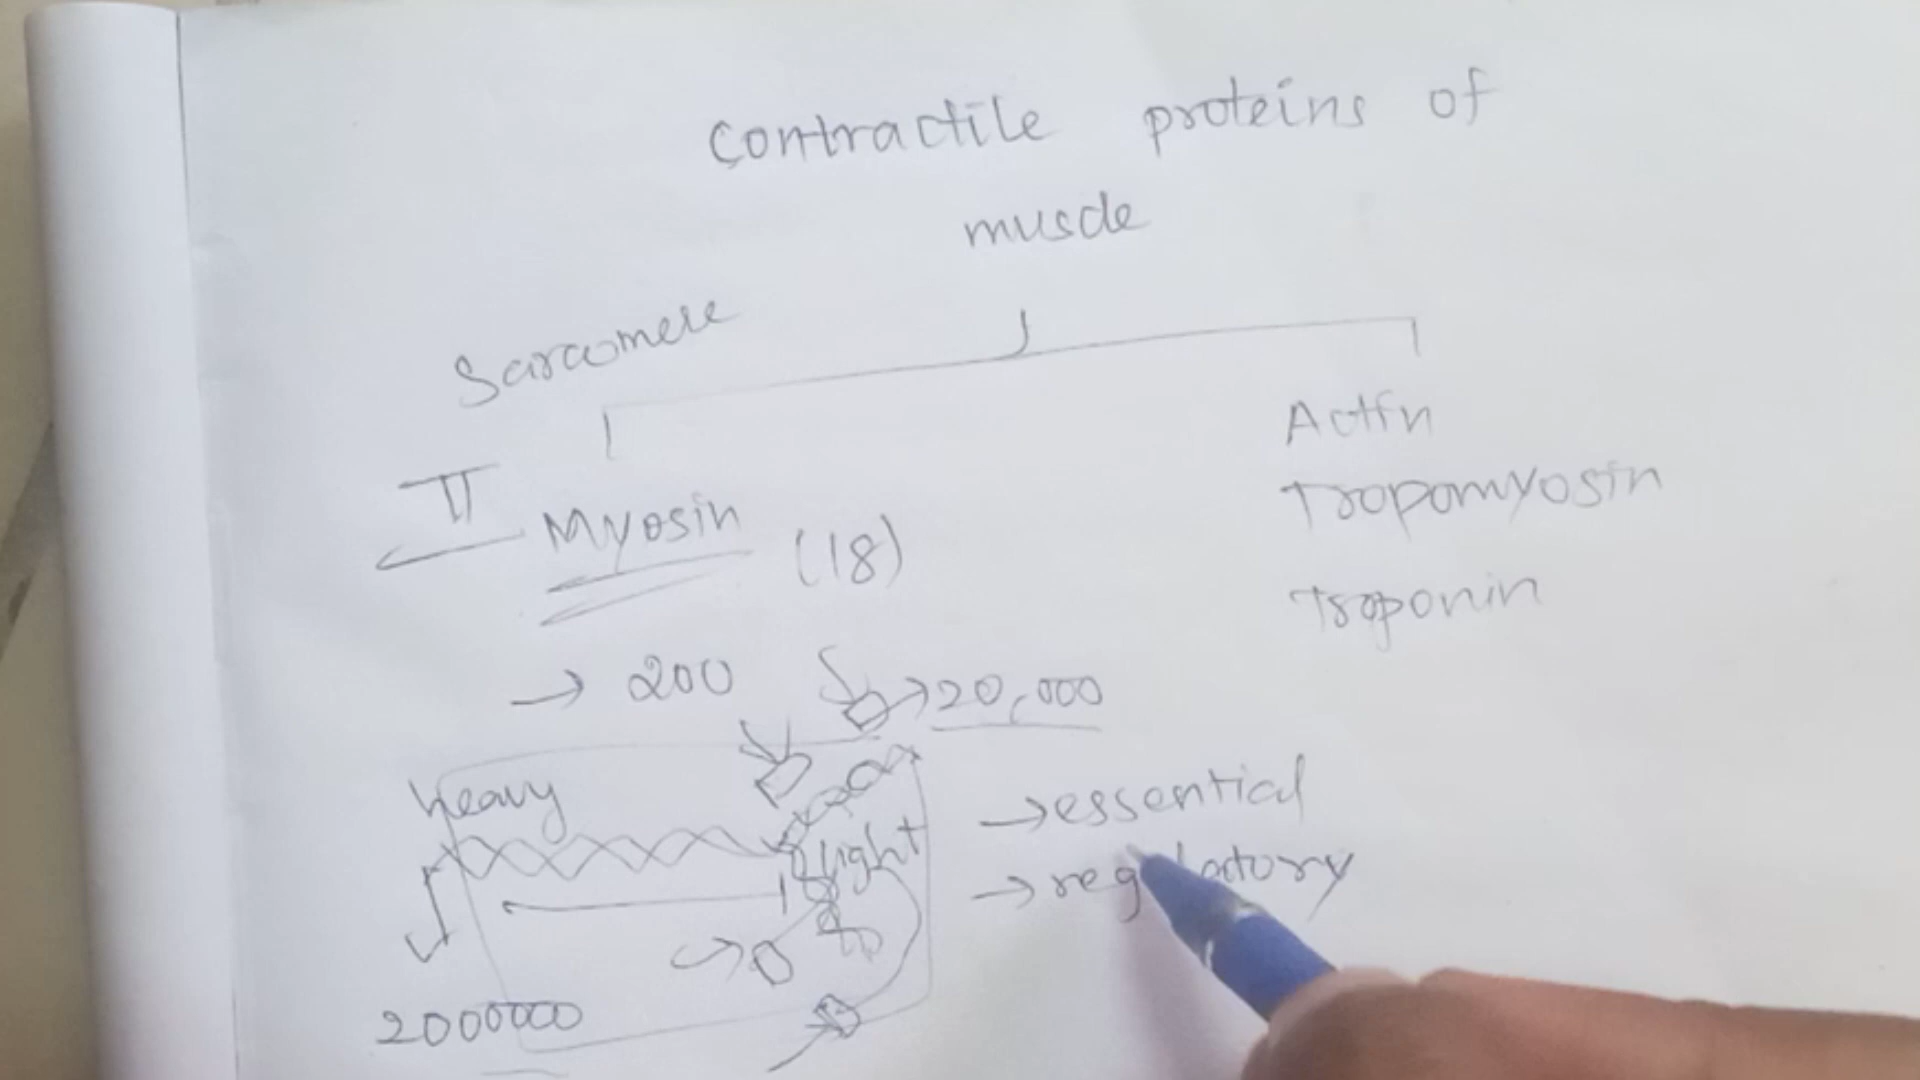 contractile proteins of
muscle
Sarcomere
II Myosin (18)
Actin
Tropomyosin
Troponin
→ 200
→ 20,000
heavy
light
→ essential
→ regulatory
2000000